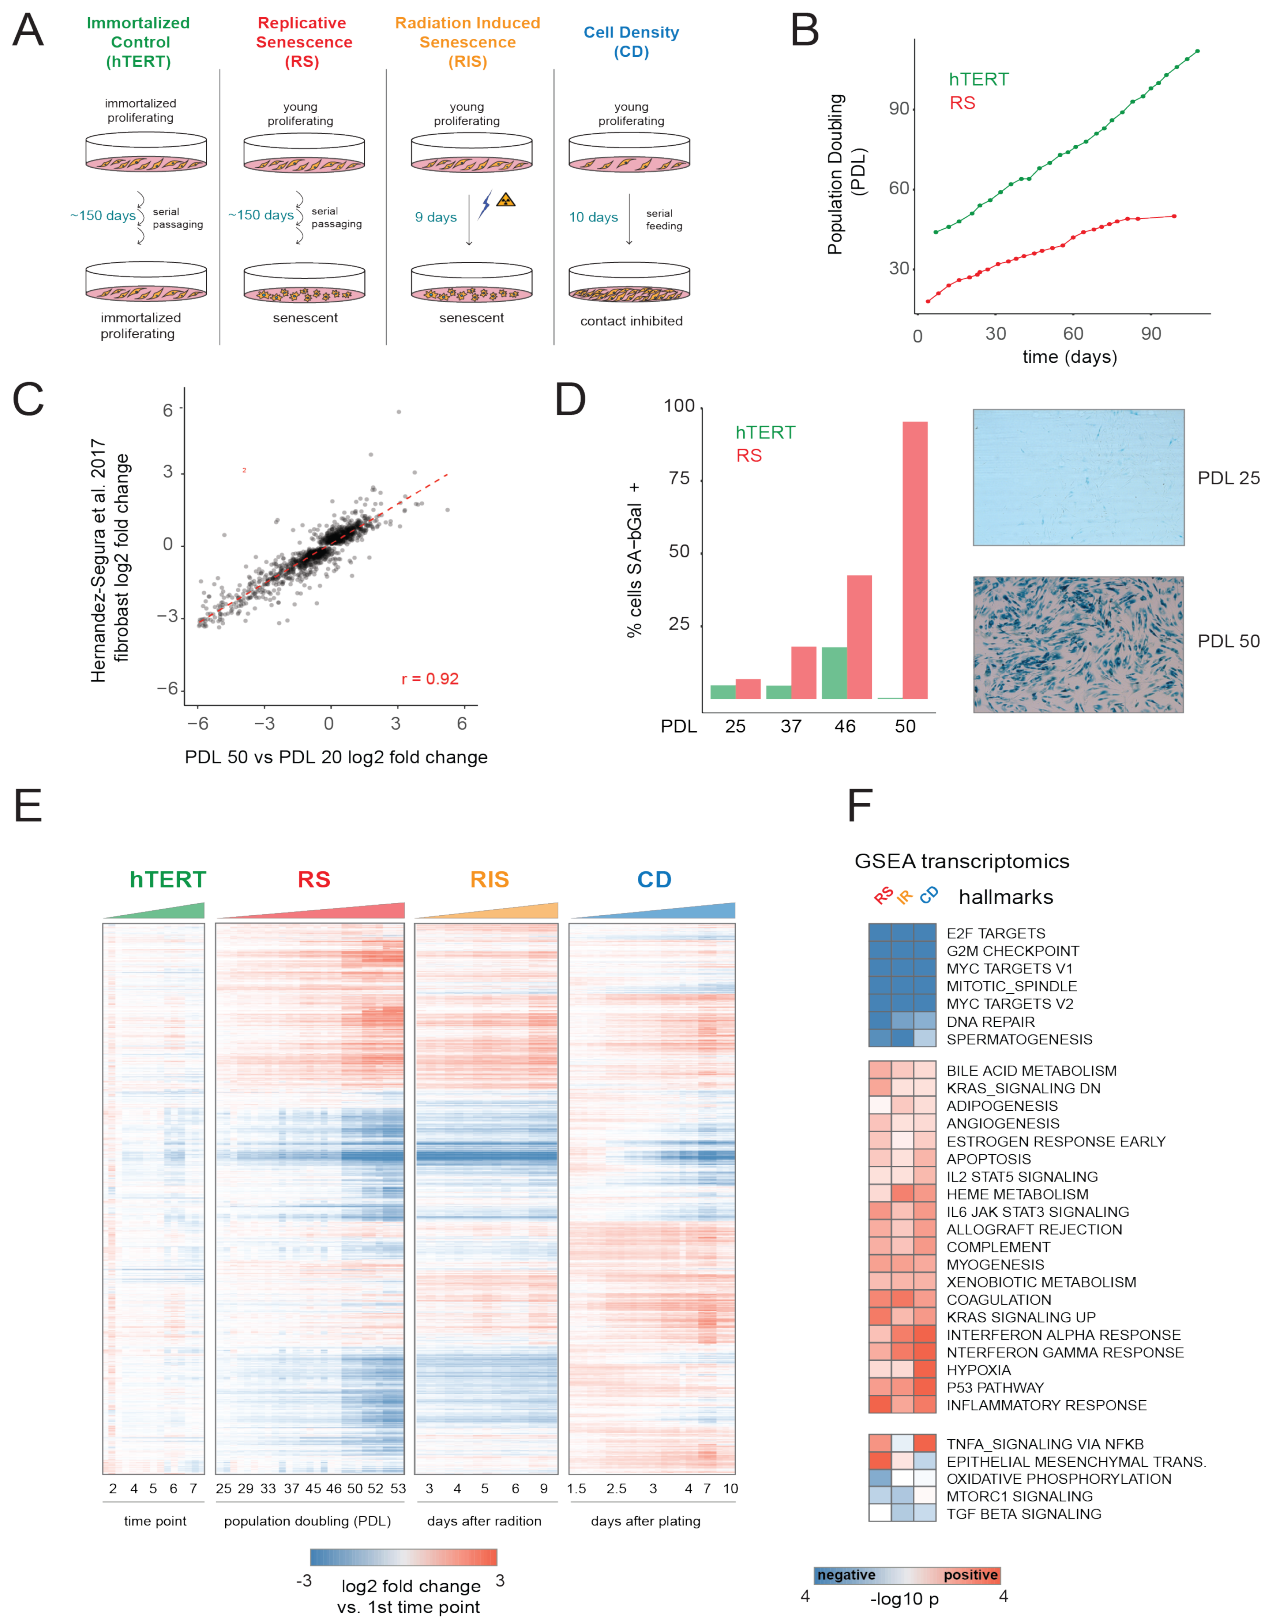 A
Immortalized
Control
(hTERT)
Replicative
Senescence
(RS)
Radiation Induced
Senescence
(RIS)
Cell Density
(CD)
immortalized
proliferating
young
proliferating
young
proliferating
young
proliferating
~150 days
serial
passaging
~150 days
serial
passaging
9 days
10 days
serial
feeding
immortalized
proliferating
senescent
senescent
contact inhibited
B
hTERT
RS
Population Doubling
(PDL)
90
60
30
0
30
60
90
time (days)
C
Hernandez-Segura et al. 2017
fibrobast log2 fold change
6
3
0
−3
−6
2
r = 0.92
−6
−3
0
3
6
PDL 50 vs PDL 20 log2 fold change
D
% cells SA−bGal +
100
75
50
25
hTERT
RS
PDL
25
37
46
50
PDL 25
PDL 50
E
hTERT
RS
RIS
CD
2 4 5 6 7
25 29 33 37 45 46 50 52 53
3 4 5 6 9
1.5 2.5 3 4 7 10
time point
population doubling (PDL)
days after radition
days after plating
-3
3
log2 fold change
vs. 1st time point
F
GSEA transcriptomics
RS
IR
CD
hallmarks
E2F TARGETS
G2M CHECKPOINT
MYC TARGETS V1
MITOTIC_SPINDLE
MYC TARGETS V2
DNA REPAIR
SPERMATOGENESIS
BILE ACID METABOLISM
KRAS_SIGNALING DN
ADIPOGENESIS
ANGIOGENESIS
ESTROGEN RESPONSE EARLY
APOPTOSIS
IL2 STAT5 SIGNALING
HEME METABOLISM
IL6 JAK STAT3 SIGNALING
ALLOGRAFT REJECTION
COMPLEMENT
MYOGENESIS
XENOBIOTIC METABOLISM
COAGULATION
KRAS SIGNALING UP
INTERFERON ALPHA RESPONSE
NTERFERON GAMMA RESPONSE
HYPOXIA
P53 PATHWAY
INFLAMMATORY RESPONSE
TNFA_SIGNALING VIA NFKB
EPITHELIAL MESENCHYMAL TRANS.
OXIDATIVE PHOSPHORYLATION
MTORC1 SIGNALING
TGF BETA SIGNALING
negative
positive
4
-log10 p
4